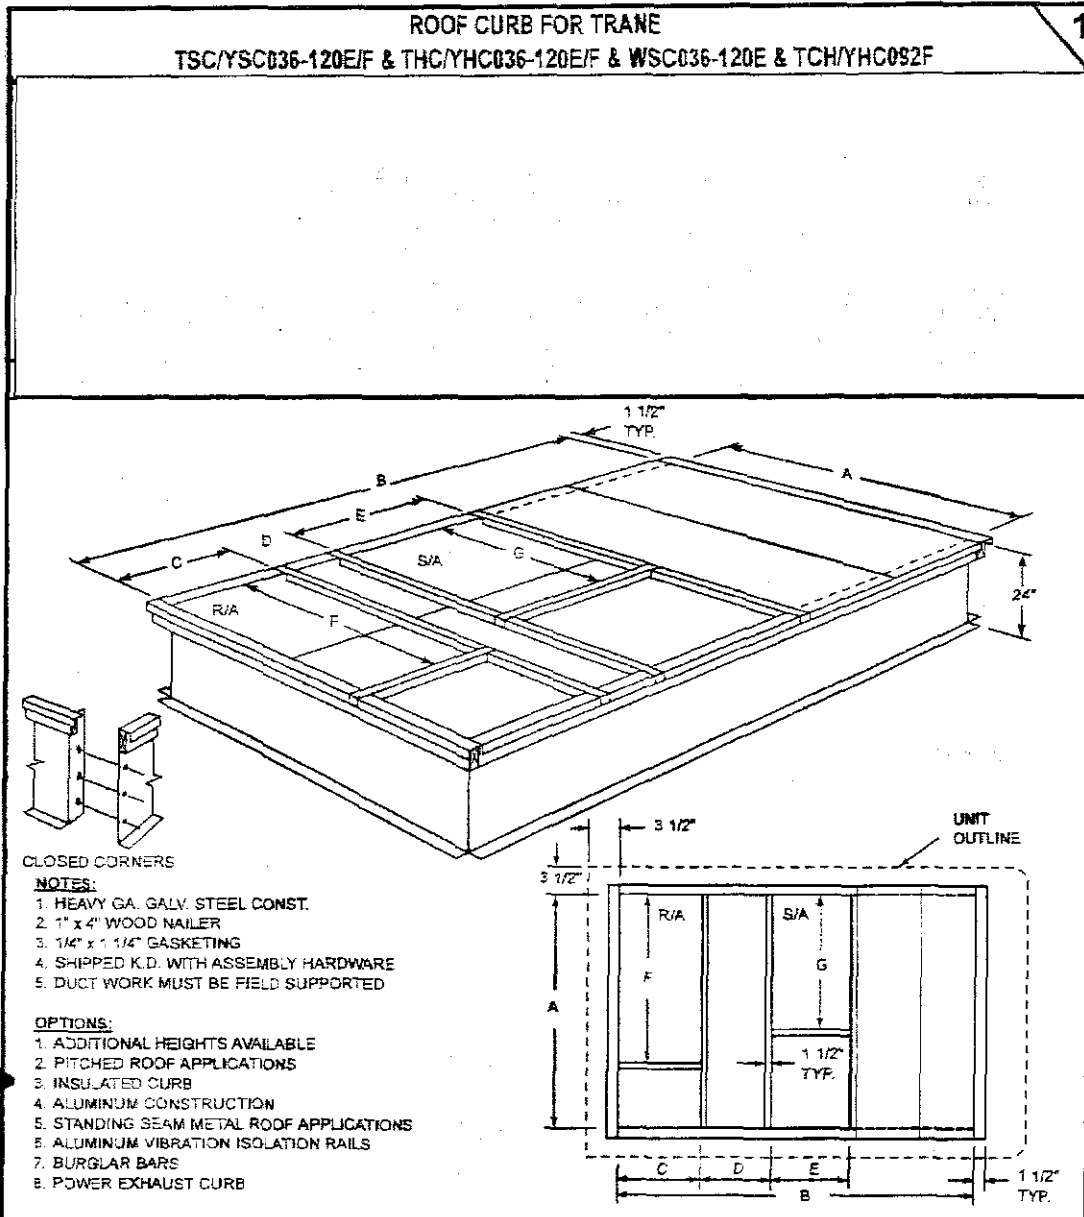 ROOF CURB FOR TRANE
TSC/YSC036-120E/F & THC/YHC036-120E/F & WSC036-120E & TCH/YHC092F
1
1 1/2"
TYP.
B
A
E
D
C
G
S/A
F
R/A
24"
CLOSED CORNERS
NOTES:
1. HEAVY GA. GALV. STEEL CONST.
2. 1" x 4" WOOD NAILER
3. 1/4" x 1 1/4" GASKETING
4. SHIPPED K.D. WITH ASSEMBLY HARDWARE
5. DUCT WORK MUST BE FIELD SUPPORTED
OPTIONS:
1. ADDITIONAL HEIGHTS AVAILABLE
2. PITCHED ROOF APPLICATIONS
3. INSULATED CURB
4. ALUMINUM CONSTRUCTION
5. STANDING SEAM METAL ROOF APPLICATIONS
6. ALUMINUM VIBRATION ISOLATION RAILS
7. BURGLAR BARS
8. POWER EXHAUST CURB
3 1/2"
UNIT
OUTLINE
3 1/2"
R/A
S/A
F
G
A
1 1/2"
TYP.
C
D
E
B
1 1/2"
TYP.